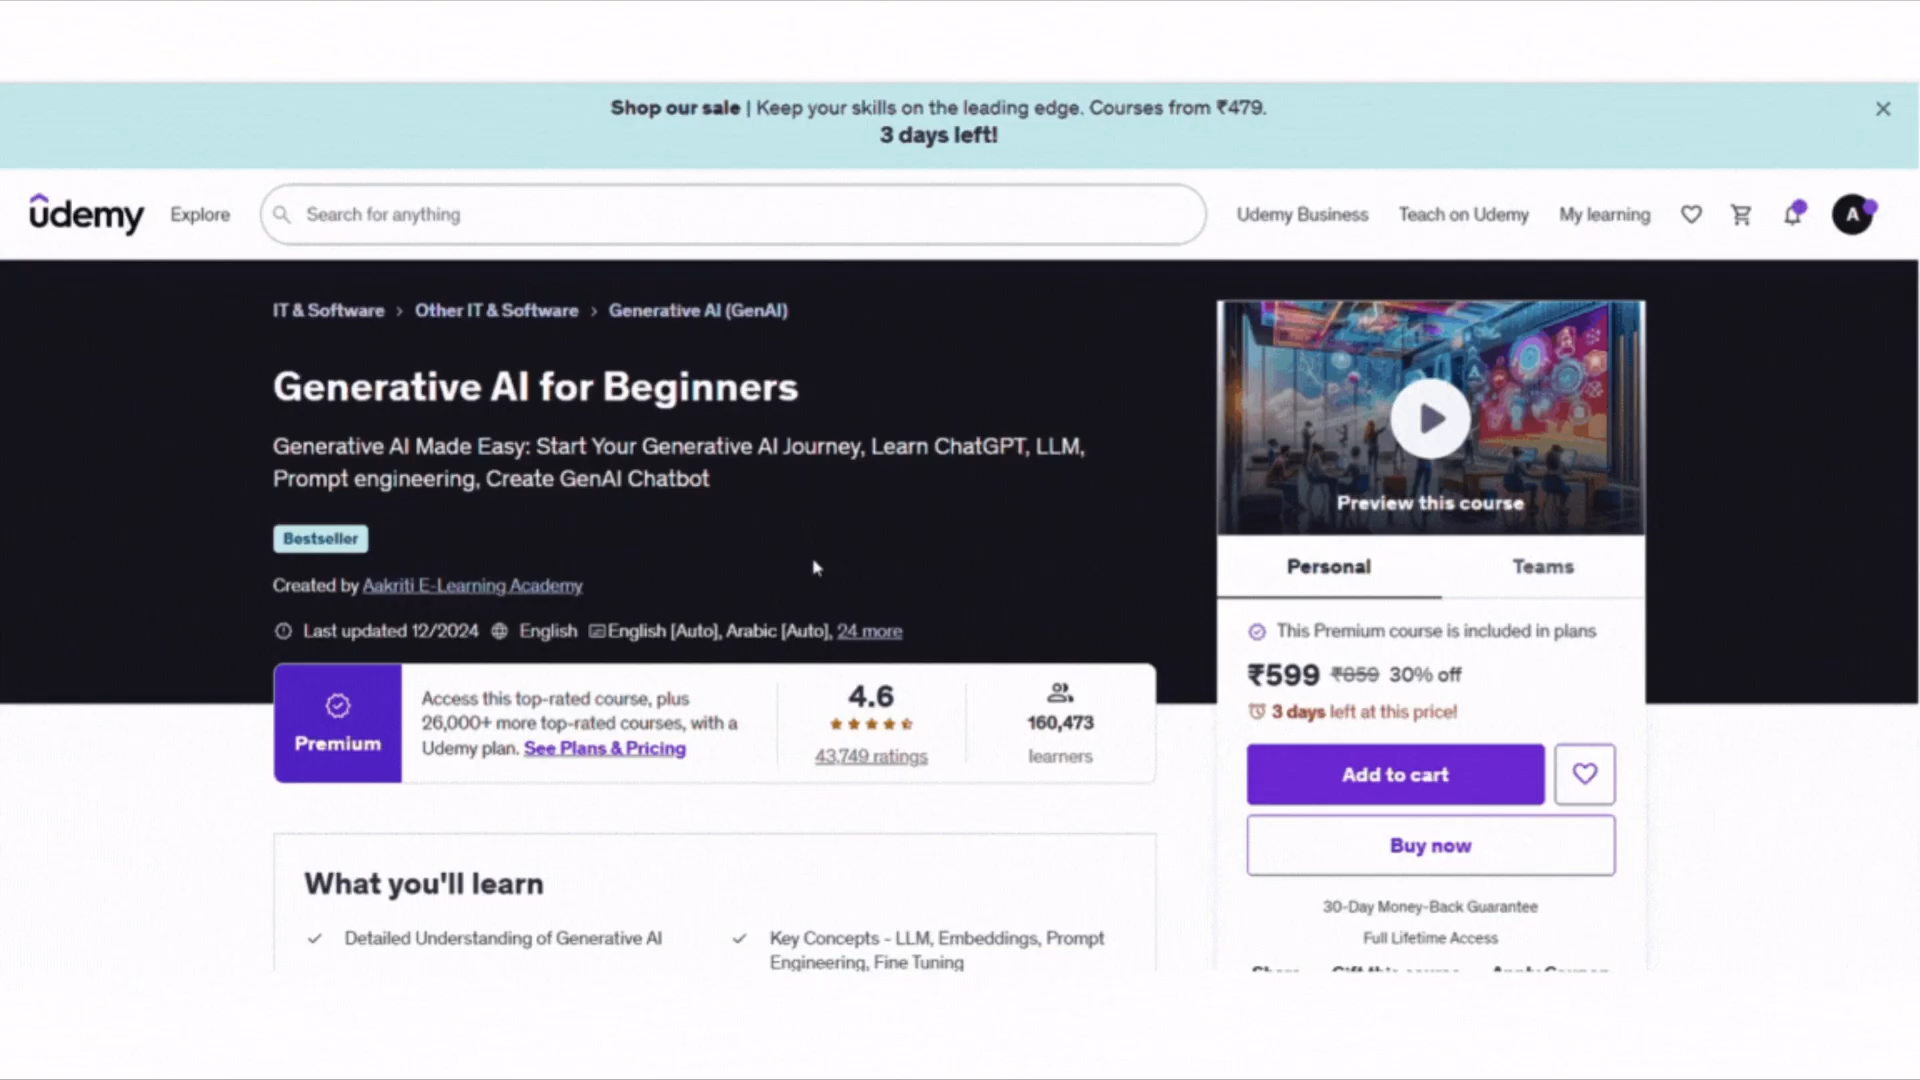 Shop our sale | Keep your skills on the leading edge. Courses from ₹479.
3 days left!
udemy
Explore
Search for anything
Udemy Business
Teach on Udemy
My learning
A
IT & Software > Other IT & Software > Generative AI (GenAI)
Generative AI for Beginners
Generative AI Made Easy: Start Your Generative AI Journey, Learn ChatGPT, LLM,
Prompt engineering, Create GenAI Chatbot
Bestseller
Created by Aakriti E-Learning Academy
Last updated 12/2024 English English [Auto], Arabic [Auto], 24 more
Premium
Access this top-rated course, plus
26,000+ more top-rated courses, with a
Udemy plan. See Plans & Pricing
4.6
43,749 ratings
160,473
learners
What you'll learn
Detailed Understanding of Generative AI
Key Concepts - LLM, Embeddings, Prompt
Engineering, Fine Tuning
Preview this course
Personal
Teams
This Premium course is included in plans
₹599 ₹859 30% off
3 days left at this price!
Add to cart
Buy now
30-Day Money-Back Guarantee
Full Lifetime Access
Share
Gift this course
Apply Coupon